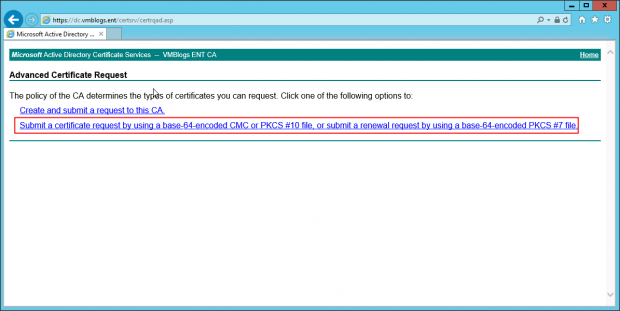 https://dc.vmblogs.ent/certsrv/certrqad.asp
Microsoft Active Directory ...
Microsoft Active Directory Certificate Services -- VMBlogs ENT CA Home
Advanced Certificate Request
The policy of the CA determines the types of certificates you can request. Click one of the following options to:
Create and submit a request to this CA.
Submit a certificate request by using a base-64-encoded CMC or PKCS #10 file, or submit a renewal request by using a base-64-encoded PKCS #7 file.